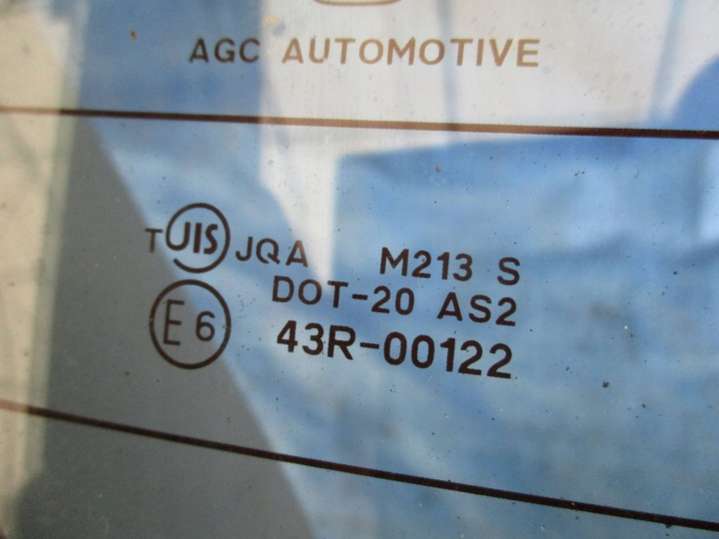 AGC AUTOMOTIVE
T JIS JQA M213 S
DOT-20 AS2
E6 43R-00122